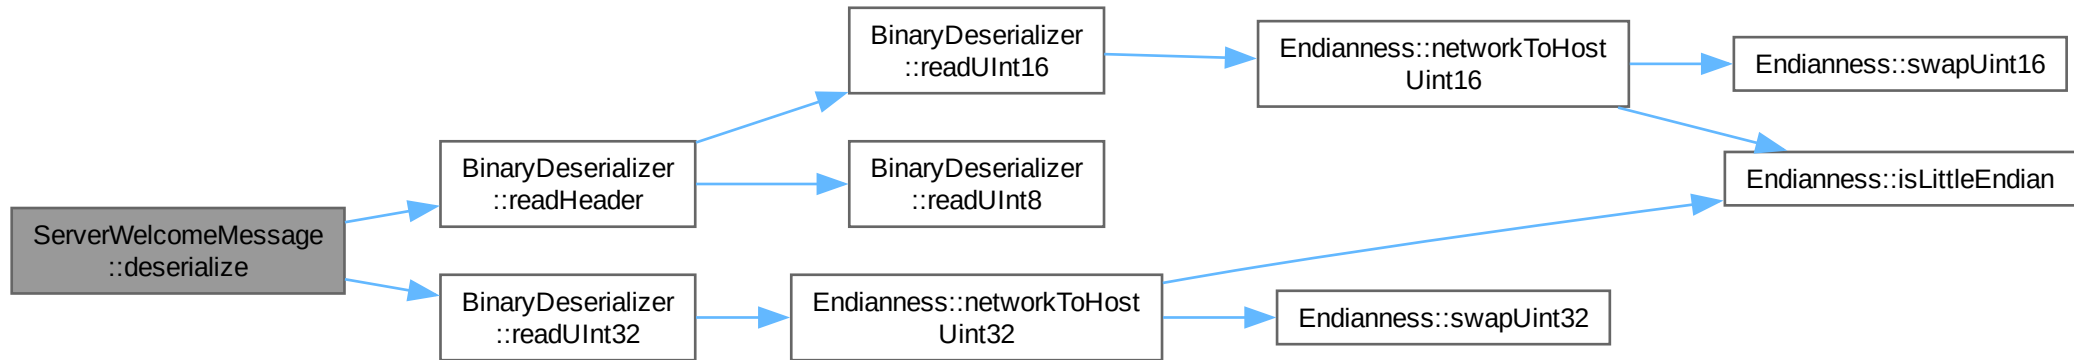 ServerWelcomeMessage
::deserialize
BinaryDeserializer
::readHeader
BinaryDeserializer
::readUInt16
Endianness::networkToHost
Uint16
Endianness::swapUint16
Endianness::isLittleEndian
BinaryDeserializer
::readUInt8
BinaryDeserializer
::readUInt32
Endianness::networkToHost
Uint32
Endianness::swapUint32